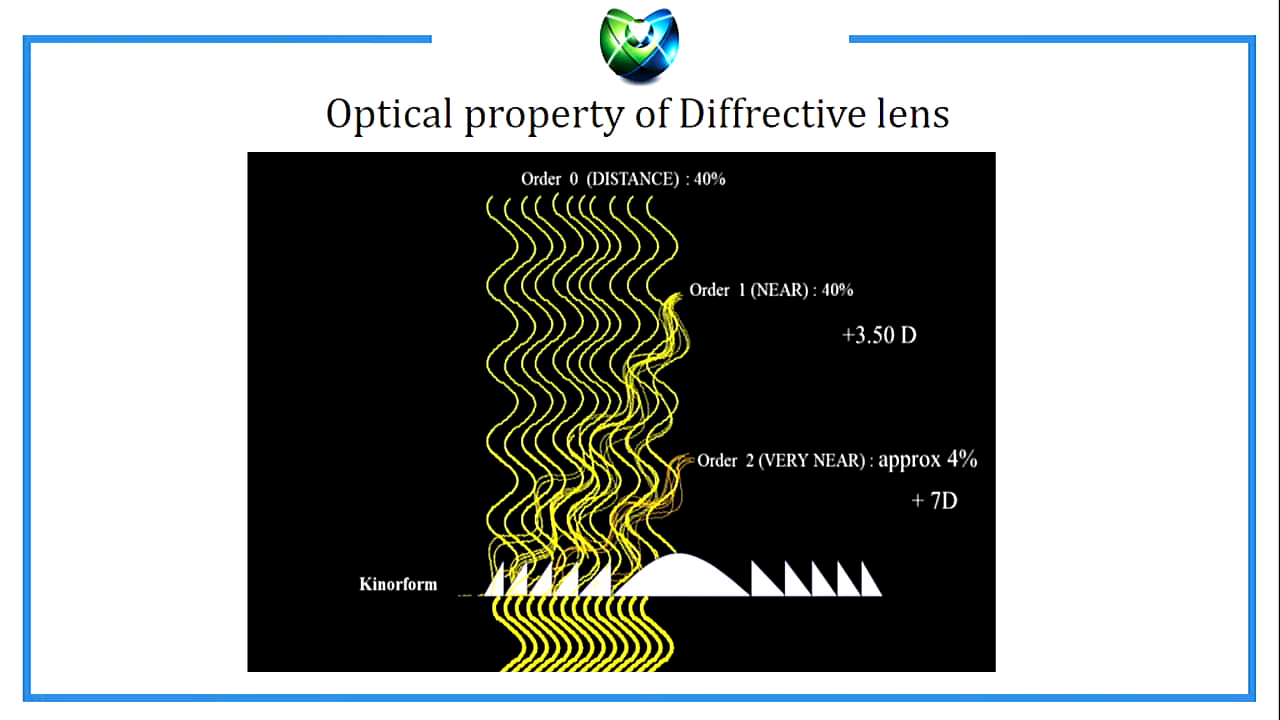 Optical property of Diffrective lens
Order 0 (DISTANCE) : 40%
Order 1 (NEAR) : 40%
+3.50 D
Order 2 (VERY NEAR) : approx 4%
+ 7D
Kinorform